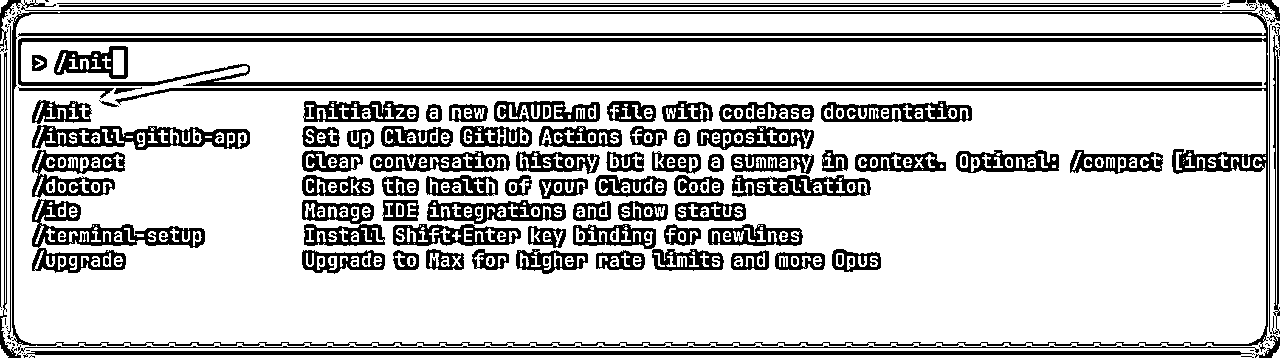 > /init
/init Initialize a new CLAUDE.md file with codebase documentation
/install-github-app Set up Claude GitHub Actions for a repository
/compact Clear conversation history but keep a summary in context. Optional: /compact [instruc
/doctor Checks the health of your Claude Code installation
/ide Manage IDE integrations and show status
/terminal-setup Install Shift+Enter key binding for newlines
/upgrade Upgrade to Max for higher rate limits and more Opus